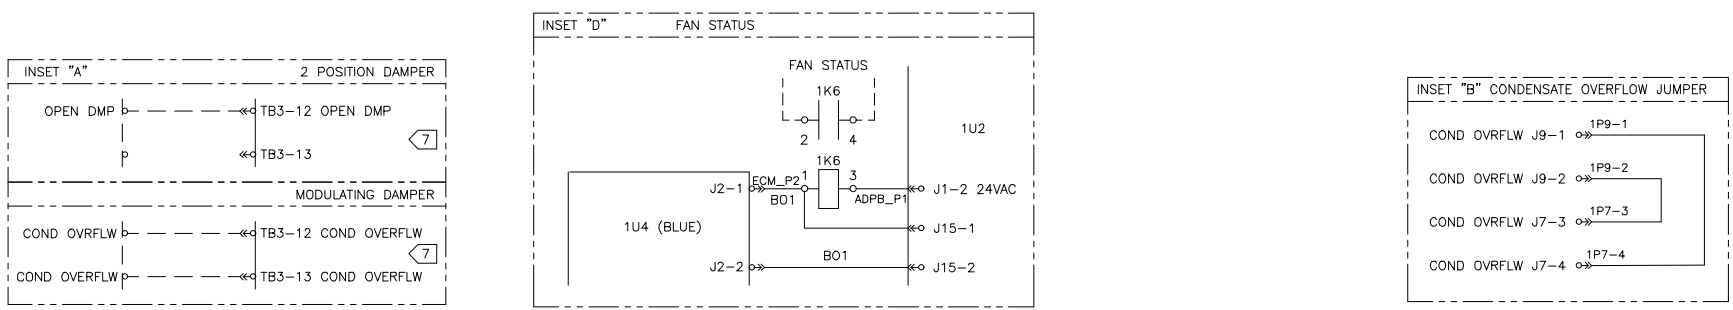 INSET "A" 2 POSITION DAMPER
OPEN DMP TB3-12 OPEN DMP
7
TB3-13
MODULATING DAMPER
COND OVRFLW TB3-12 COND OVERFLW
7
COND OVERFLW TB3-13 COND OVERFLW
INSET "D" FAN STATUS
FAN STATUS
1K6
2 4
1U2
1K6
J2-1 ECM_P2 1 3 J1-2 24VAC
BO1 ADPB_P1
1U4 (BLUE) J15-1
BO1
J2-2 J15-2
INSET "B" CONDENSATE OVERFLOW JUMPER
1P9-1
COND OVRFLW J9-1
1P9-2
COND OVRFLW J9-2
1P7-3
COND OVRFLW J7-3
1P7-4
COND OVRFLW J7-4